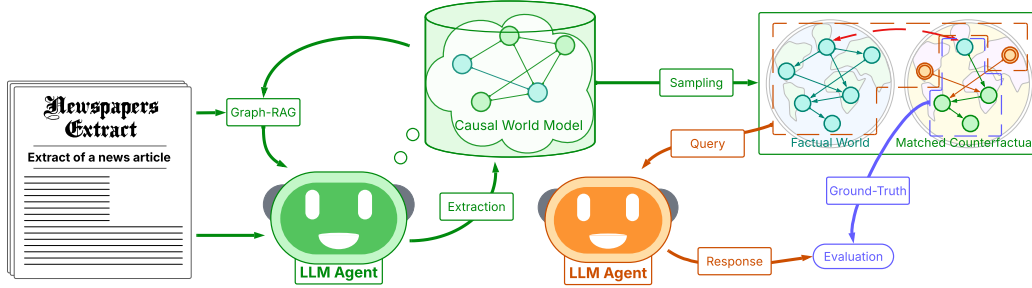 Newspapers
Extract
Extract of a news article
Graph-RAG
LLM Agent
Causal World Model
Extraction
Sampling
Query
LLM Agent
Response
Factual World
Matched Counterfactua
Ground-Truth
Evaluation